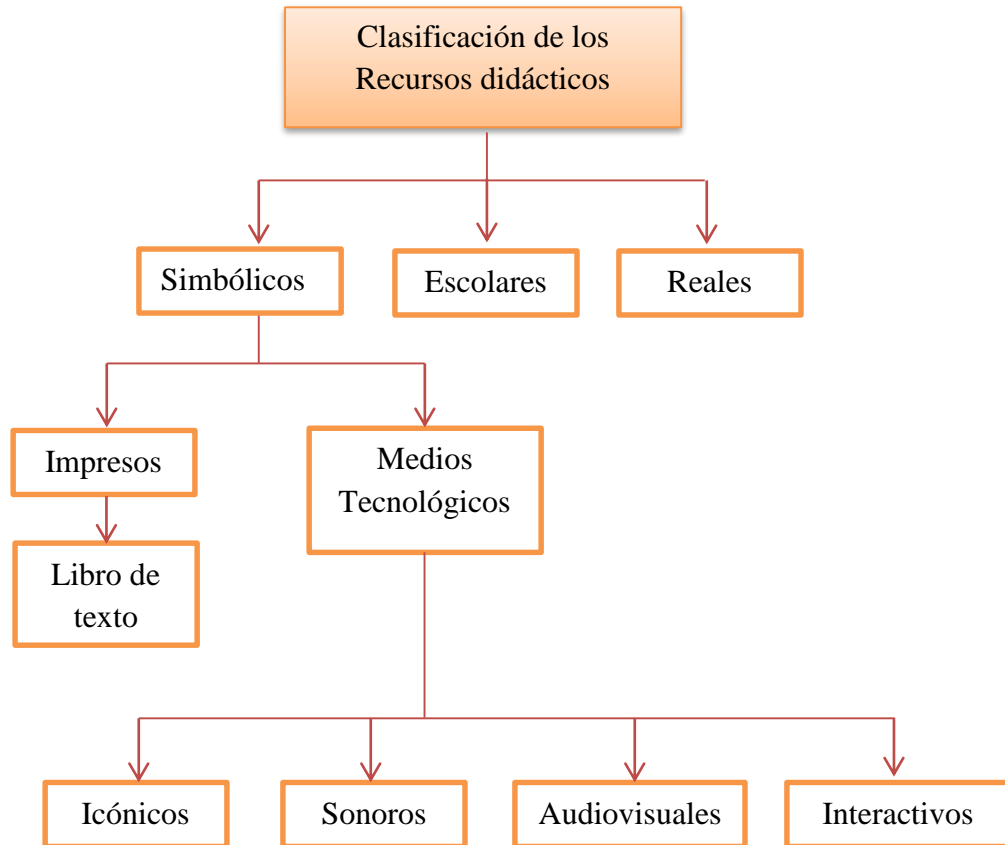 Clasificación de los
Recursos didácticos
Simbólicos
Escolares
Reales
Impresos
Medios
Tecnológicos
Libro de
texto
Icónicos
Sonoros
Audiovisuales
Interactivos